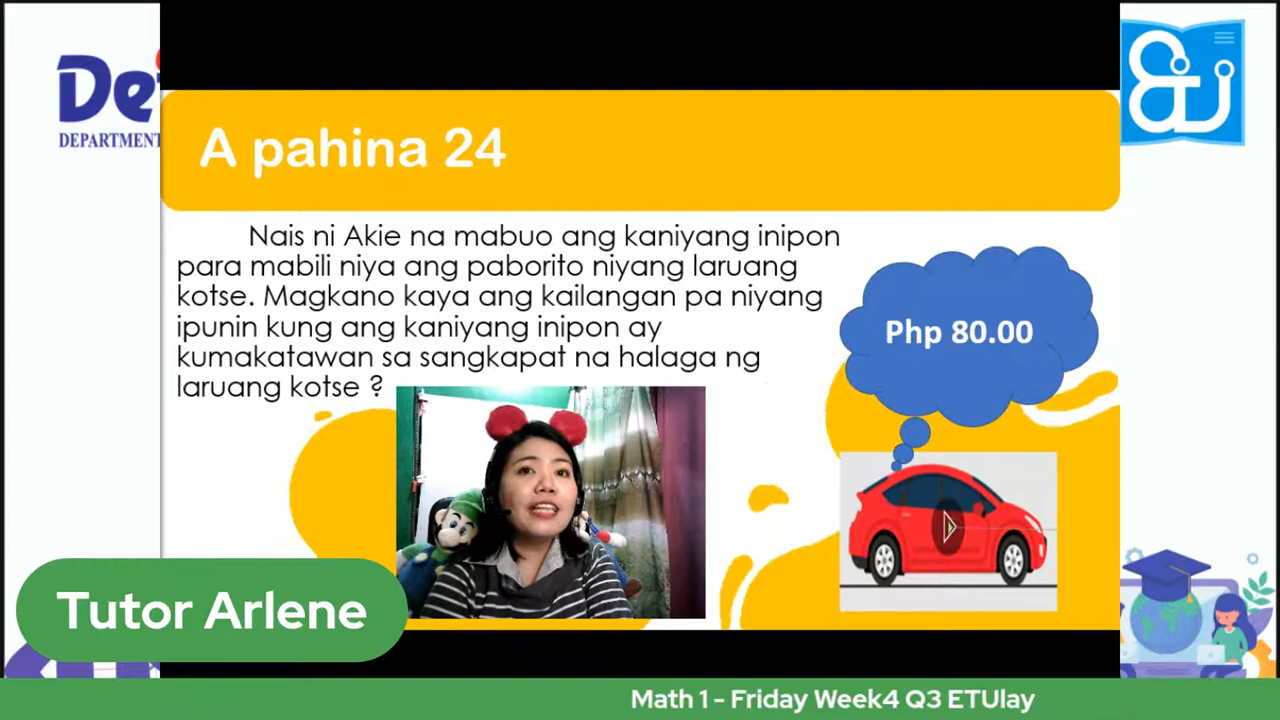 De
DEPARTMENT
A pahina 24
Nais ni Akie na mabuo ang kaniyang inipon
para mabili niya ang paborito niyang laruang
kotse. Magkano kaya ang kailangan pa niyang
ipunin kung ang kaniyang inipon ay
kumakatawan sa sangkapat na halaga ng
laruang kotse ?
Php 80.00
ETU
Tutor Arlene
Math 1 - Friday Week4 Q3 ETUlay